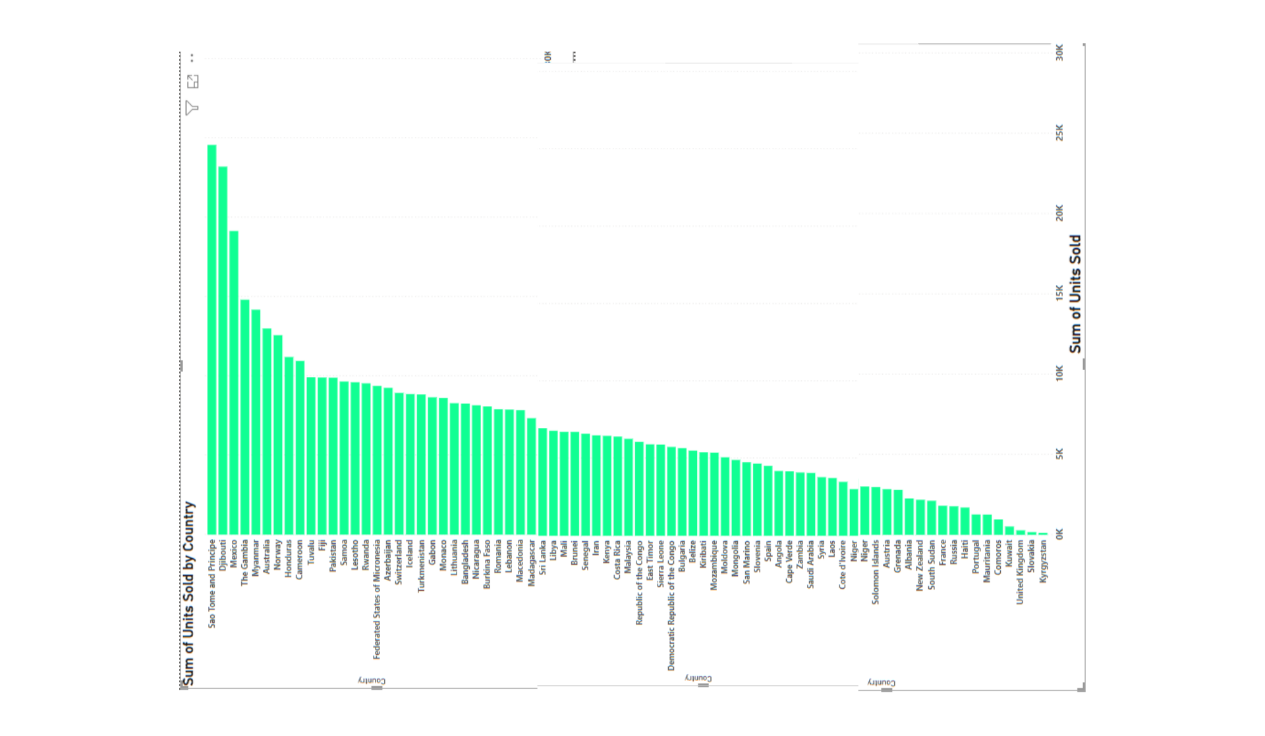 Sum of Units Sold by Country
Sao Tome and Principe
Djibouti
Mexico
The Gambia
Myanmar
Australia
Norway
Honduras
Cameroon
Tuvalu
Fiji
Pakistan
Samoa
Lesotho
Rwanda
Federated States of Micronesia
Azerbaijan
Switzerland
Iceland
Turkmenistan
Gabon
Monaco
Lithuania
Bangladesh
Nicaragua
Burkina Faso
Romania
Lebanon
Macedonia
Madagascar
Sri Lanka
Libya
Mali
Brunei
Senegal
Iran
Kenya
Costa Rica
Malaysia
Republic of the Congo
East Timor
Sierra Leone
Democratic Republic of the Congo
Bulgaria
Belize
Kiribati
Mozambique
Moldova
Mongolia
San Marino
Slovenia
Spain
Angola
Cape Verde
Zambia
Saudi Arabia
Syria
Laos
Cote d'Ivoire
Niger
Niger
Solomon Islands
Austria
Grenada
Albania
New Zealand
South Sudan
France
Russia
Haiti
Portugal
Mauritania
Comoros
Kuwait
United Kingdom
Slovakia
Kyrgyzstan
Country
Country
Country
0K
5K
10K
15K
20K
25K
30K
Sum of Units Sold